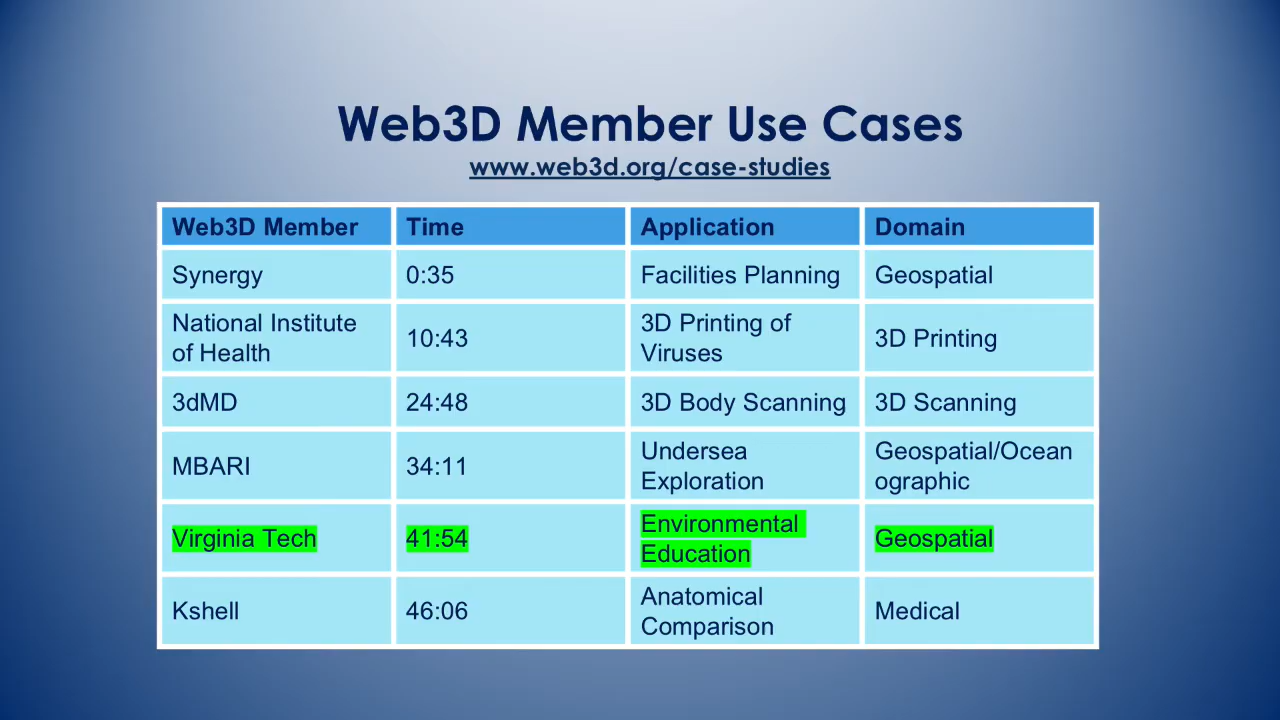 Web3D Member Use Cases
www.web3d.org/case-studies
Web3D Member Time Application Domain
Synergy 0:35 Facilities Planning Geospatial
National Institute
of Health
10:43
3D Printing of
Viruses
3D Printing
3dMD 24:48 3D Body Scanning 3D Scanning
MBARI
34:11
Undersea
Exploration
Geospatial/Ocean
ographic
Virginia Tech
41:54
Environmental
Education
Geospatial
Kshell
46:06
Anatomical
Comparison
Medical